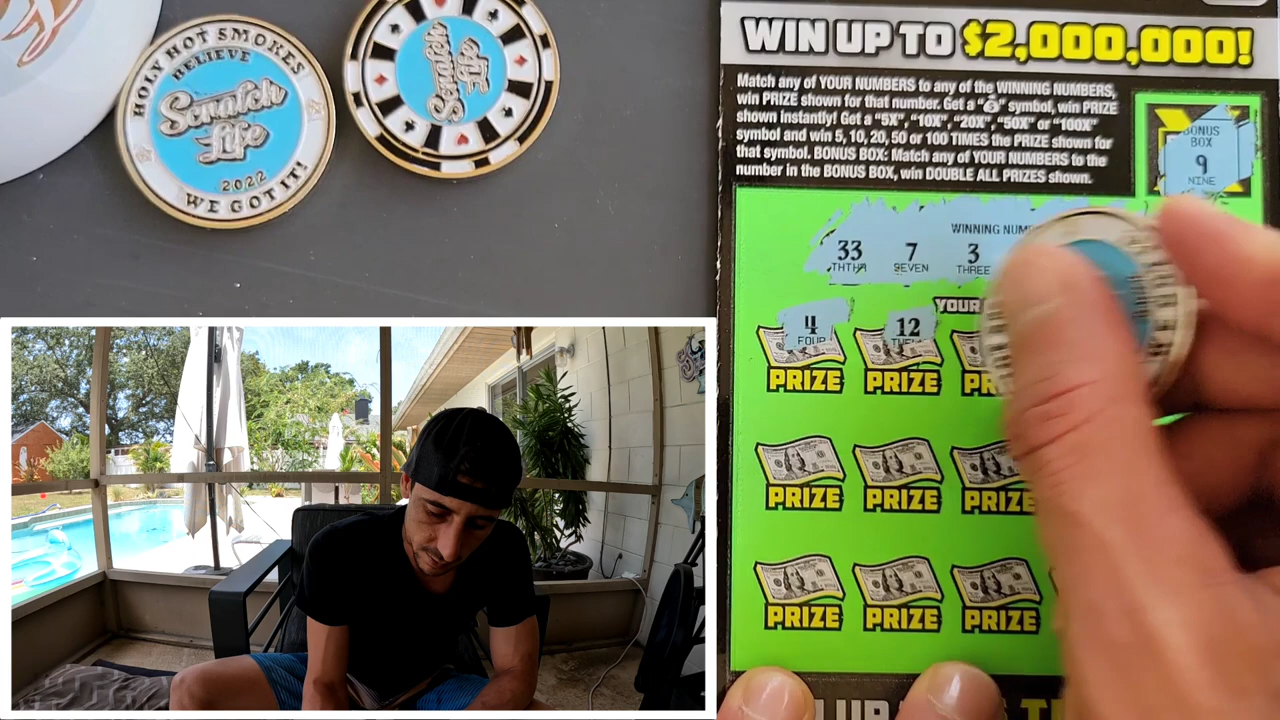 HOLY HOT SMOKES
BELIEVE
Scratch
Life
2022
WE GOT IT!
Scratch
Life
WIN UP TO $2,000,000!
Match any of YOUR NUMBERS to any of the WINNING NUMBERS,
win PRIZE shown for that number. Get a "💰" symbol, win PRIZE
shown instantly! Get a "5X", "10X", "20X", "50X" or "100X"
symbol and win 5, 10, 20, 50 or 100 TIMES the PRIZE shown for
that symbol. BONUS BOX: Match any of YOUR NUMBERS to the
number in the BONUS BOX, win DOUBLE ALL PRIZES shown.
BONUS
BOX
9
NINE
WINNING
33 7 3
THTHR SEVEN THREE
YOUR
4 12
FOUR
PRIZE PRIZE
PRIZE PRIZE PRIZE
PRIZE PRIZE PRIZE